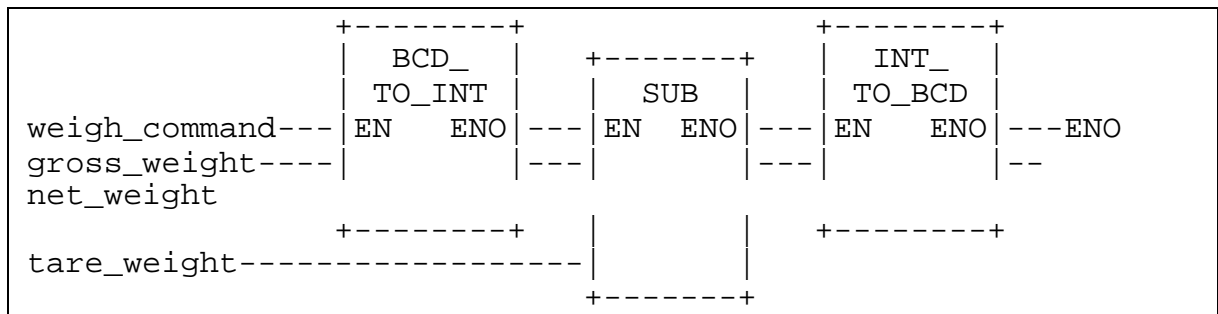 +--------+                  +--------+
                   |  BCD_  |   +-------+   |  INT_  |
                   | TO_INT |   |  SUB  |   | TO_BCD |
weigh_command---|EN   ENO|---|EN  ENO|---|EN   ENO|---ENO
gross_weight----|        |---|       |---|        |--
net_weight
                   +--------+   |       |   +--------+
tare_weight------------------|       |
                                +-------+